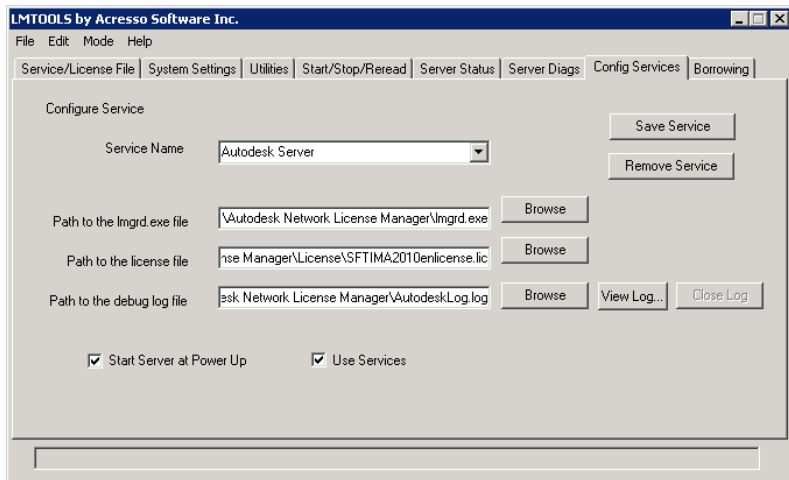 LMTOOLS by Acresso Software Inc.
File Edit Mode Help
Service/License File System Settings Utilities Start/Stop/Reread Server Status Server Diags Config Services Borrowing
Configure Service
Save Service
Service Name Autodesk Server
Remove Service
Path to the lmgrd.exe file \Autodesk Network License Manager\lmgrd.exe Browse
Path to the license file nse Manager\License\SFTIMA2010enlicense.lic Browse
Path to the debug log file esk Network License Manager\AutodeskLog.log Browse View Log... Close Log
Start Server at Power Up Use Services